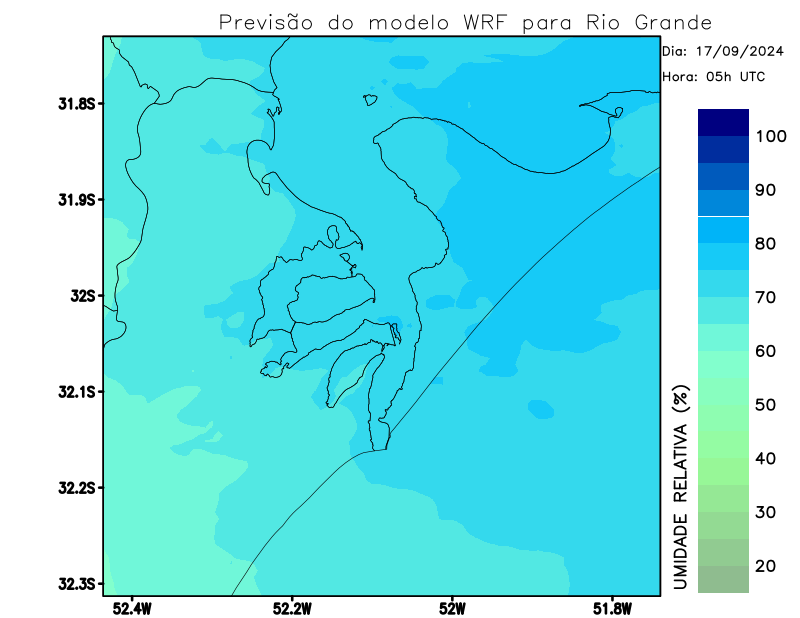 Previsão do modelo WRF para Rio Grande
Dia: 17/09/2024
Hora: 05h UTC
31.8S
31.9S
32S
32.1S
32.2S
32.3S
52.4W
52.2W
52W
51.8W
100
90
80
70
60
50
40
30
20
UMIDADE RELATIVA (%)